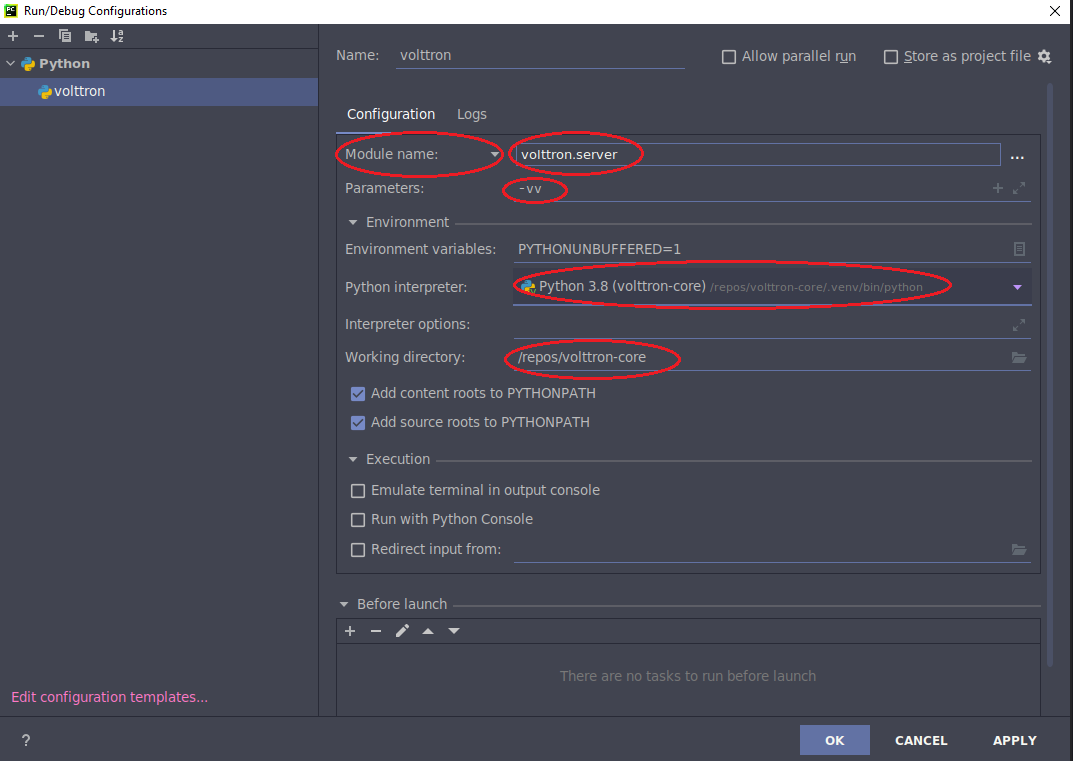 PC Run/Debug Configurations
Python
volttron
Name: volttron
Allow parallel run
Store as project file
Configuration Logs
Module name: volttron.server
Parameters: -vv
Environment
Environment variables: PYTHONUNBUFFERED=1
Python interpreter: Python 3.8 (volttron-core) /repos/volttron-core/.venv/bin/python
Interpreter options:
Working directory: /repos/volttron-core
Add content roots to PYTHONPATH
Add source roots to PYTHONPATH
Execution
Emulate terminal in output console
Run with Python Console
Redirect input from:
Before launch
There are no tasks to run before launch
Edit configuration templates...
? OK CANCEL APPLY